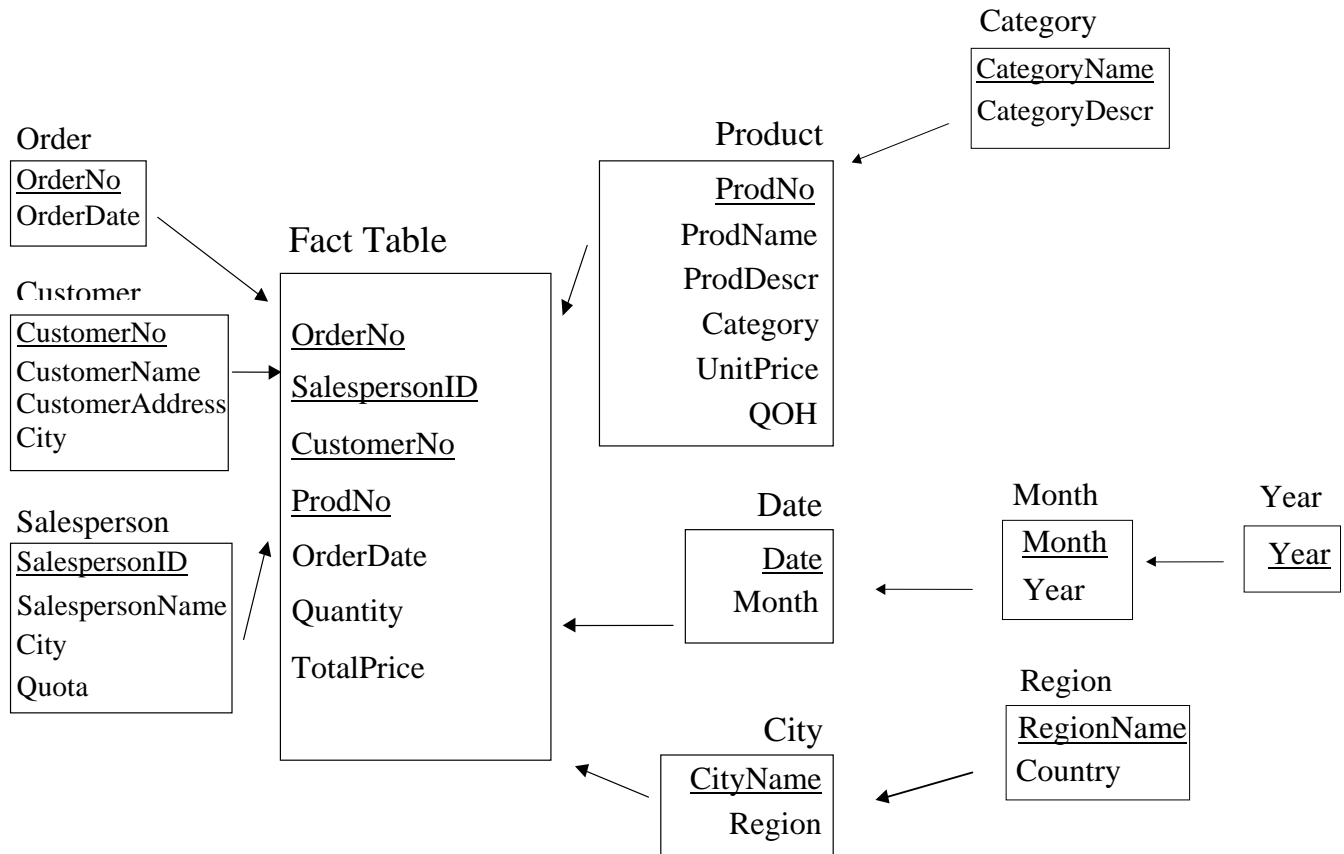 Order
OrderNo
OrderDate
Customer
CustomerNo
CustomerName
CustomerAddress
City
Salesperson
SalespersonID
SalespersonName
City
Quota
Fact Table
OrderNo
SalespersonID
CustomerNo
ProdNo
OrderDate
Quantity
TotalPrice
Product
ProdNo
ProdName
ProdDescr
Category
UnitPrice
QOH
Category
CategoryName
CategoryDescr
Date
Date
Month
Month
Month
Year
Year
Year
City
CityName
Region
Region
RegionName
Country